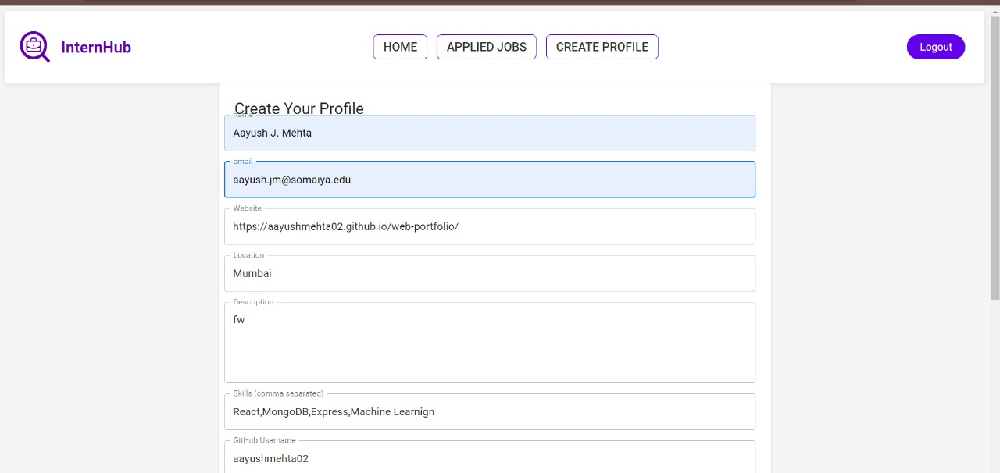 InternHub
HOME
APPLIED JOBS
CREATE PROFILE
Logout
Create Your Profile
name
Aayush J. Mehta
email
aayush.jm@somaiya.edu
Website
https://aayushmehta02.github.io/web-portfolio/
Location
Mumbai
Description
fw
Skills (comma separated)
React,MongoDB,Express,Machine Learnign
GitHub Username
aayushmehta02